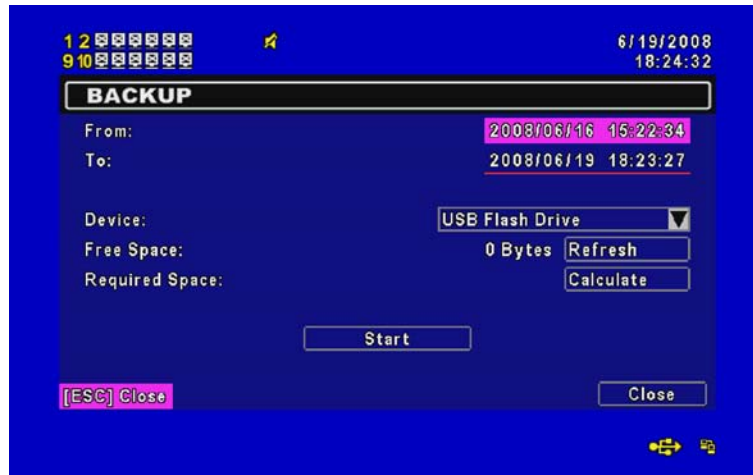 1 2 6/19/2008
9 10 18:24:32
BACKUP
From: 2008/06/16 15:22:34
To: 2008/06/19 18:23:27
Device: USB Flash Drive
Free Space: 0 Bytes Refresh
Required Space: Calculate
Start
[ESC] Close Close